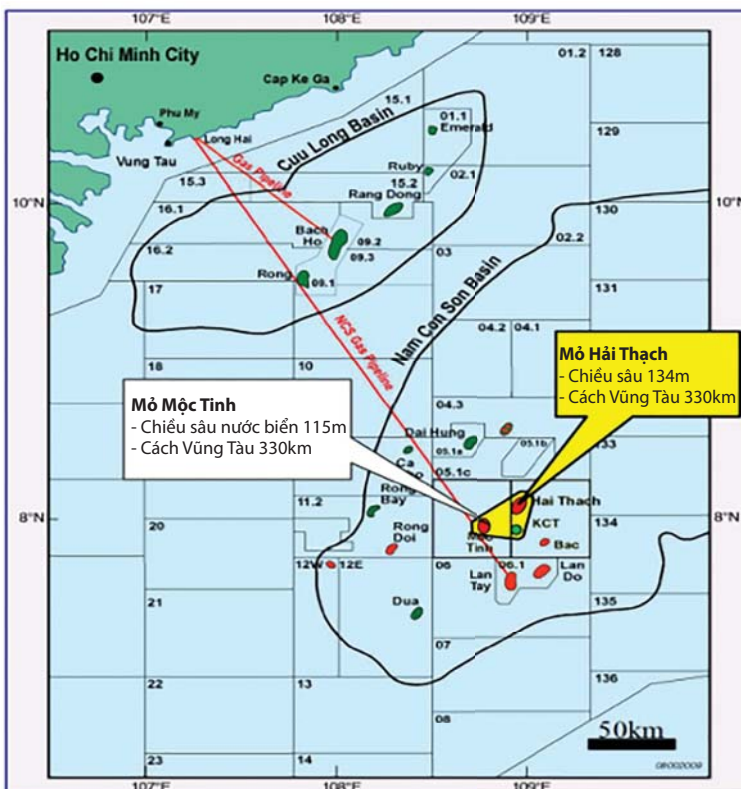 107°E
108°E
109°E
Ho Chi Minh City
Cap Ke Ga
Phu My
Vung Tau
Long Hai
01.2
128
15.1
01.1
Emerald
129
Cuu Long Basin
Gas Pipeline
Ruby
02.1
15.3
15.2
Rang Dong
10°N
10°N
16.1
130
Bach
Ho
09.2
09.3
03
02.2
16.2
Rong
09.1
17
131
Nam Con Son Basin
NCS Gas Pipeline
04.2
04.1
18
10
Mỏ Hải Thạch
- Chiều sâu 134m
- Cách Vũng Tàu 330km
Mỏ Mộc Tinh
- Chiều sâu nước biển 115m
- Cách Vũng Tàu 330km
04.3
Dai Hung
05.1a
05.1b
133
05.1c
Rong
Bay
11.2
Hai Thach
8°N
8°N
20
Rong
Doi
KCT
134
Moc
Tinh
Bac
12W
12E
06
06.1
Lan
Tay
Lan
Do
21
Dua
135
07
22
13
136
08
50km
23
14
107°E
108°E
109°E